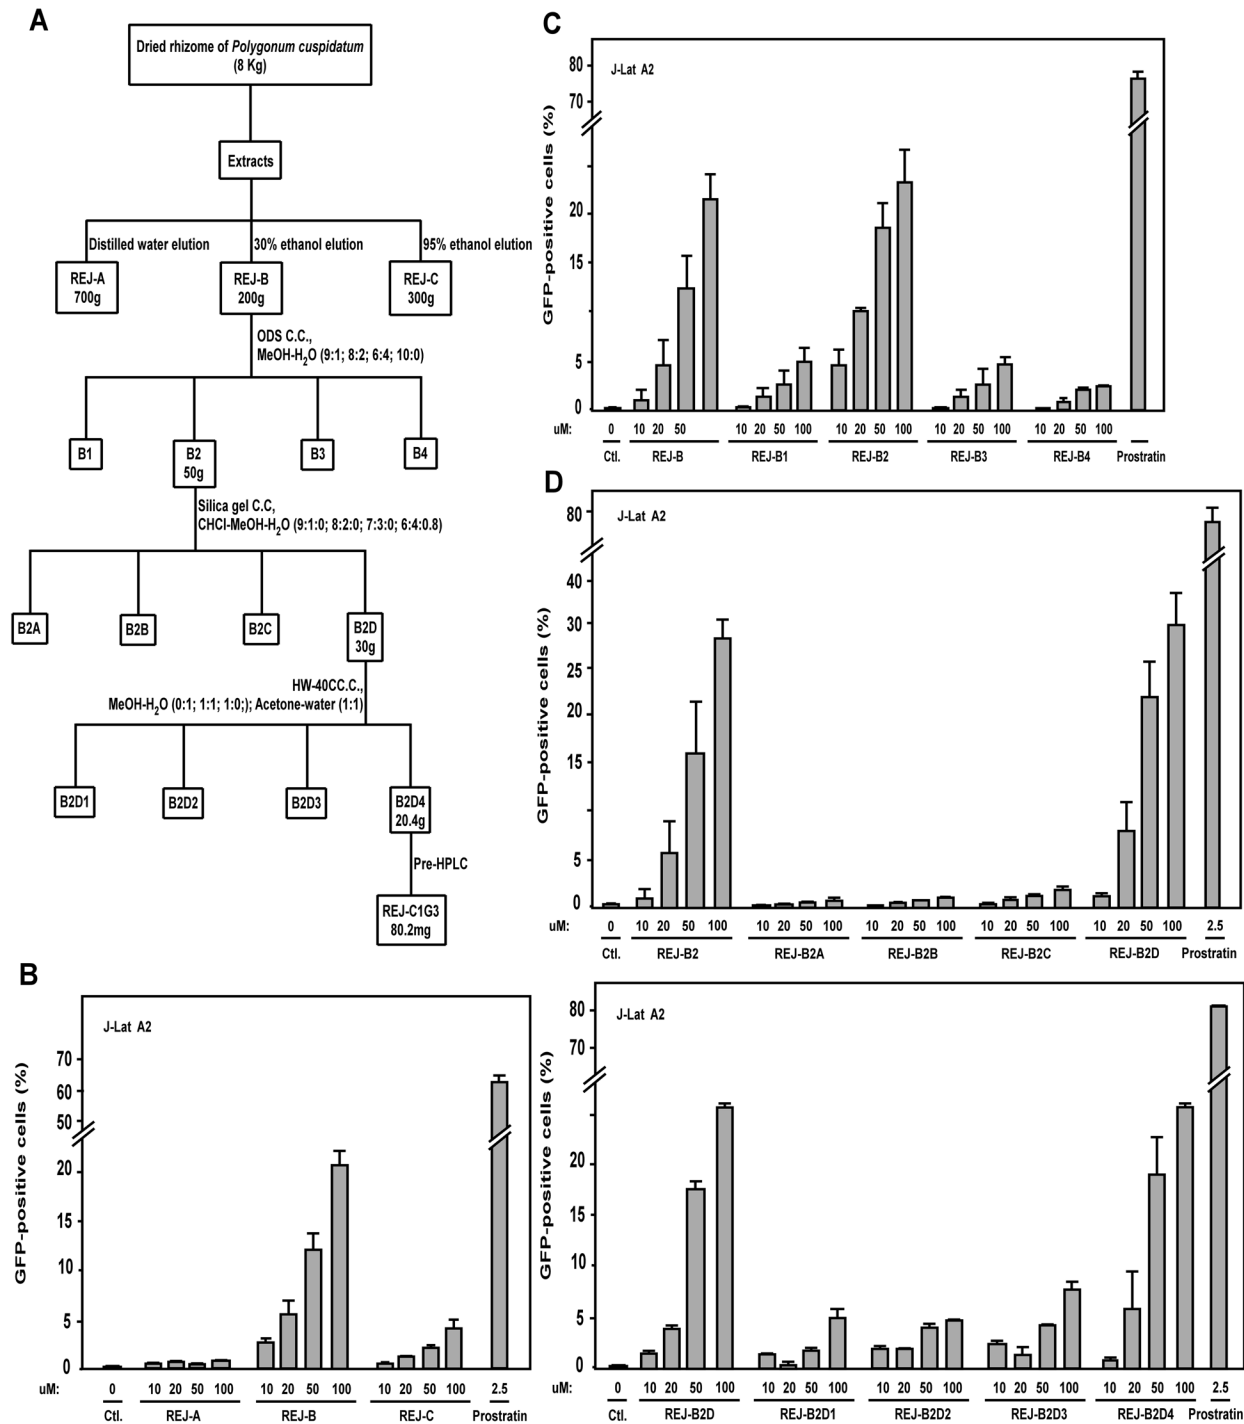 A
Dried rhizome of Polygonum cuspidatum
(8 Kg)
Extracts
Distilled water elution
30% ethanol elution
95% ethanol elution
REJ-A
700g
REJ-B
200g
REJ-C
300g
ODS C.C.,
MeOH-H2O (9:1; 8:2; 6:4; 10:0)
B1
B2
50g
B3
B4
Silica gel C.C,
CHCl-MeOH-H2O (9:1:0; 8:2:0; 7:3:0; 6:4:0.8)
B2A
B2B
B2C
B2D
30g
HW-40CC.C.,
MeOH-H2O (0:1; 1:1; 1:0;); Acetone-water (1:1)
B2D1
B2D2
B2D3
B2D4
20.4g
Pre-HPLC
REJ-C1G3
80.2mg
B
J-Lat A2
GFP-positive cells (%)
70
60
50
20
15
10
5
0
uM: 0 10 20 50 100 10 20 50 100 10 20 50 100 2.5
Ctl. REJ-A REJ-B REJ-C Prostratin
C
J-Lat A2
GFP-positive cells (%)
80
70
20
15
5
0
uM: 0 10 20 50 10 20 50 100 10 20 50 100 10 20 50 100 10 20 50 100
Ctl. REJ-B REJ-B1 REJ-B2 REJ-B3 REJ-B4 Prostratin
D
J-Lat A2
GFP-positive cells (%)
80
40
30
20
15
5
0
uM: 0 10 20 50 100 10 20 50 100 10 20 50 100 10 20 50 100 10 20 50 100 2.5
Ctl. REJ-B2 REJ-B2A REJ-B2B REJ-B2C REJ-B2D Prostratin
J-Lat A2
GFP-positive cells (%)
80
70
20
15
10
5
0
uM: 0 10 20 50 100 10 20 50 100 10 20 50 100 10 20 50 100 10 20 50 100 2.5
Ctl. REJ-B2D REJ-B2D1 REJ-B2D2 REJ-B2D3 REJ-B2D4 Prostratin